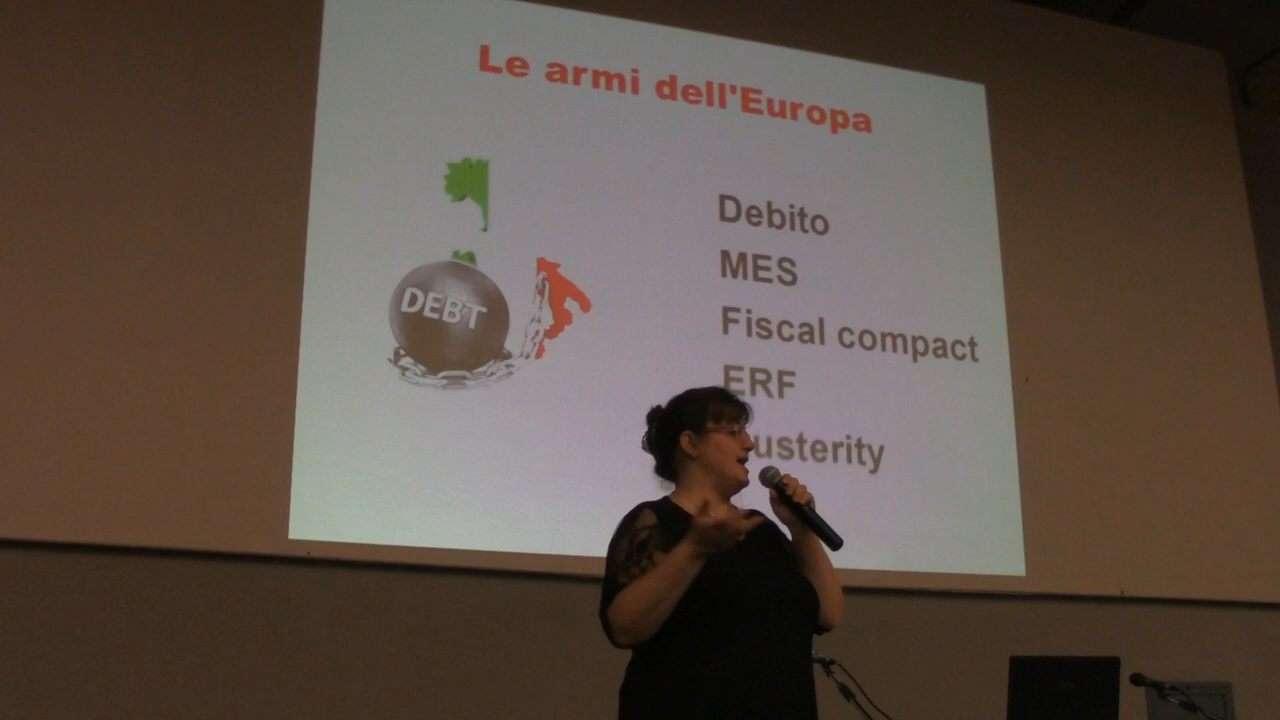 Le armi dell'Europa
Debito
MES
Fiscal compact
ERF
usterity
DEBT